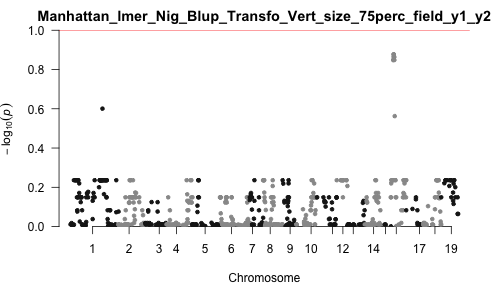 Manhattan_lmer_Nig_Blup_Transfo_Vert_size_75perc_field_y1_y2
1.0
0.8
0.6
0.4
0.2
0.0
− log10(p)
1 2 3 4 5 6 7 8 9 10 12 14 17 19
Chromosome